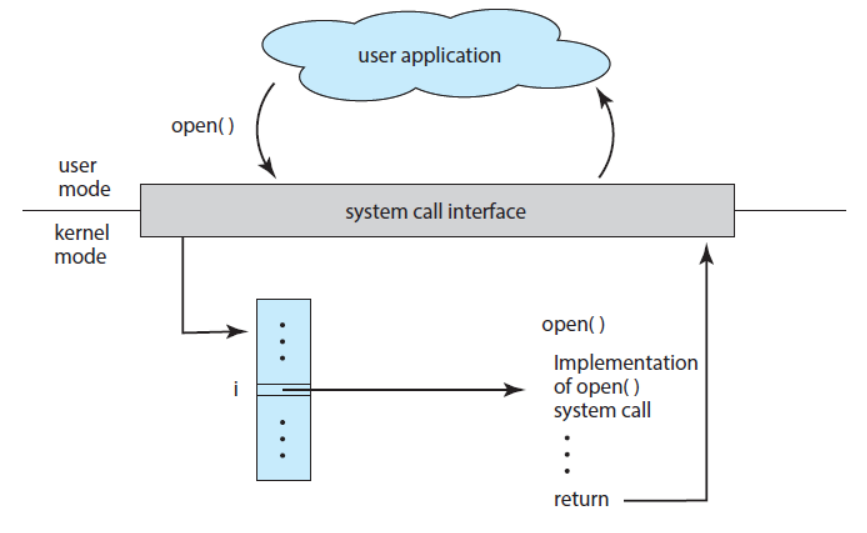 user application
open( )
user
mode
system call interface
kernel
mode
open( )
Implementation
of open( )
system call
i
return